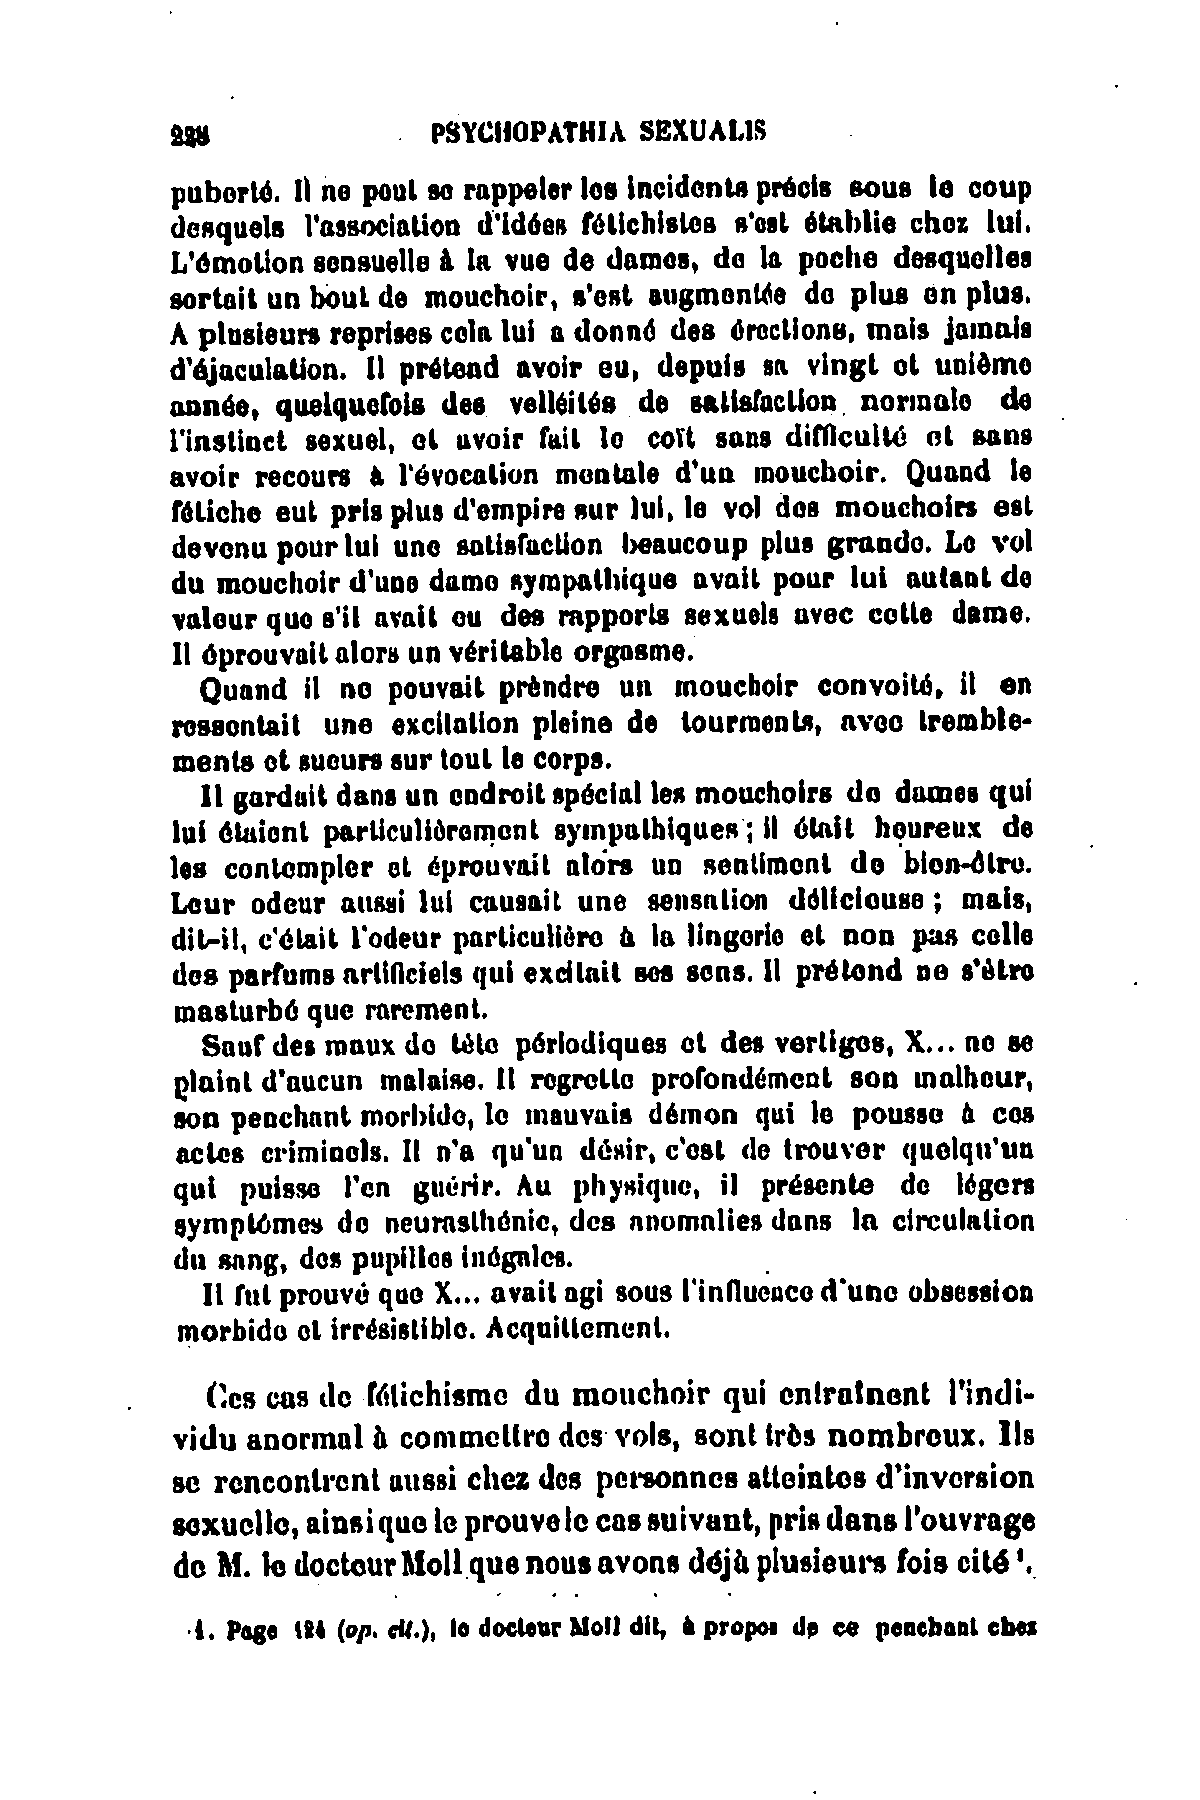 228 PSYCHOPATHIA SEXUALIS
puberté. Il ne peut se rappeler les incidents précis sous le coup
desquels l'association d'idées fétichistes s'est établie chez lui.
L'émotion sensuelle à la vue de dames, de la poche desquelles
sortait un bout de mouchoir, s'est augmentée de plus en plus.
A plusieurs reprises cela lui a donné des érections, mais jamais
d'éjaculation. Il prétend avoir eu, depuis sa vingt et unième
année, quelquefois des velléités de satisfaction normale de
l'instinct sexuel, et avoir fait le coït sans difficulté et sans
avoir recours à l'évocation mentale d'un mouchoir. Quand le
fétiche eut pris plus d'empire sur lui, le vol des mouchoirs est
devenu pour lui une satisfaction beaucoup plus grande. Le vol
du mouchoir d'une dame sympathique avait pour lui autant de
valeur que s'il avait eu des rapports sexuels avec cette dame.
Il éprouvait alors un véritable orgasme.
Quand il ne pouvait prèndre un mouchoir convoité, il en
ressentait une excitation pleine de tourments, avec tremble-
ments et sueurs sur tout le corps.
Il gardait dans un endroit spécial les mouchoirs de dames qui
lui étaient particulièrement sympathiques ; il était heureux de
les contempler et éprouvait alors un sentiment de bien-être.
Leur odeur aussi lui causait une sensation délicieuse ; mais,
dit-il, c'était l'odeur particulière à la lingerie et non pas celle
des parfums artificiels qui excitait ses sens. Il prétend ne s'être
masturbé que rarement.
Sauf des maux de tête périodiques et des vertiges, X... ne se
plaint d'aucun malaise. Il regrette profondément son malheur,
son penchant morbide, le mauvais démon qui le pousse à ces
actes criminels. Il n'a qu'un désir, c'est de trouver quelqu'un
qui puisse l'en guérir. Au physique, il présente de légers
symptômes de neurasthénie, des anomalies dans la circulation
du sang, des pupilles inégales.
Il fut prouvé que X... avait agi sous l'influence d'une obsession
morbide et irrésistible. Acquittement.
Ces cas de fétichisme du mouchoir qui entraînent l'indi-
vidu anormal à commettre des vols, sont très nombreux. Ils
se rencontrent aussi chez des personnes atteintes d'inversion
sexuelle, ainsi que le prouve le cas suivant, pris dans l'ouvrage
de M. le docteur Moll que nous avons déjà plusieurs fois cité ¹.
1. Page 124 (op. cit.), le docteur Moll dit, à propos de ce penchant chez